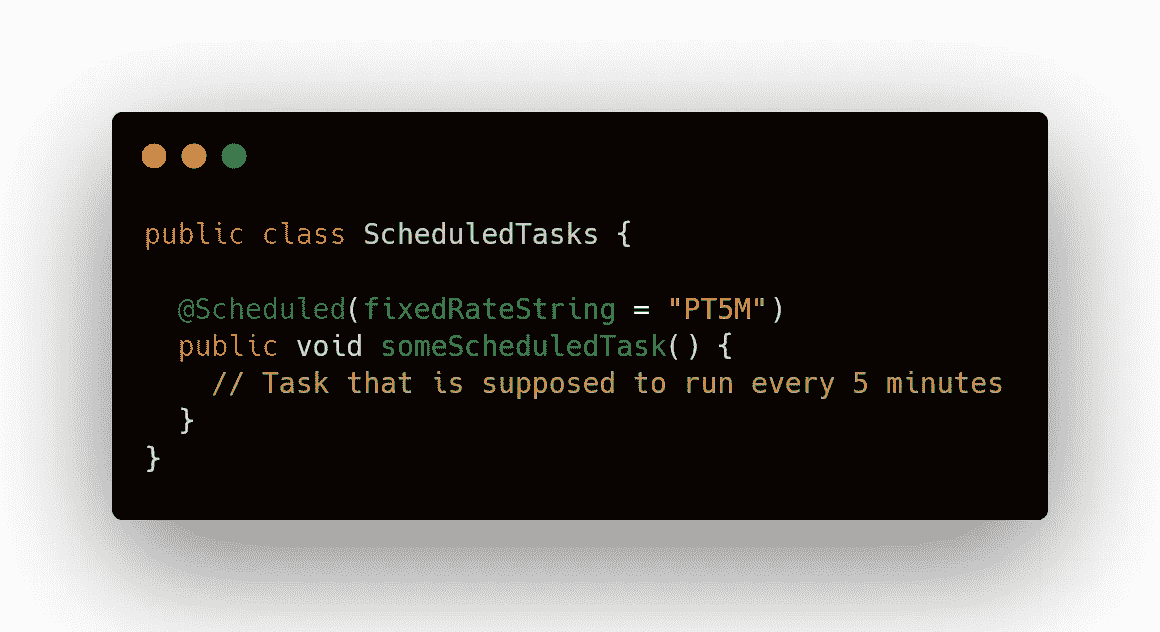 public class ScheduledTasks {
@Scheduled(fixedRateString = "PT5M")
public void someScheduledTask() {
// Task that is supposed to run every 5 minutes
}
}